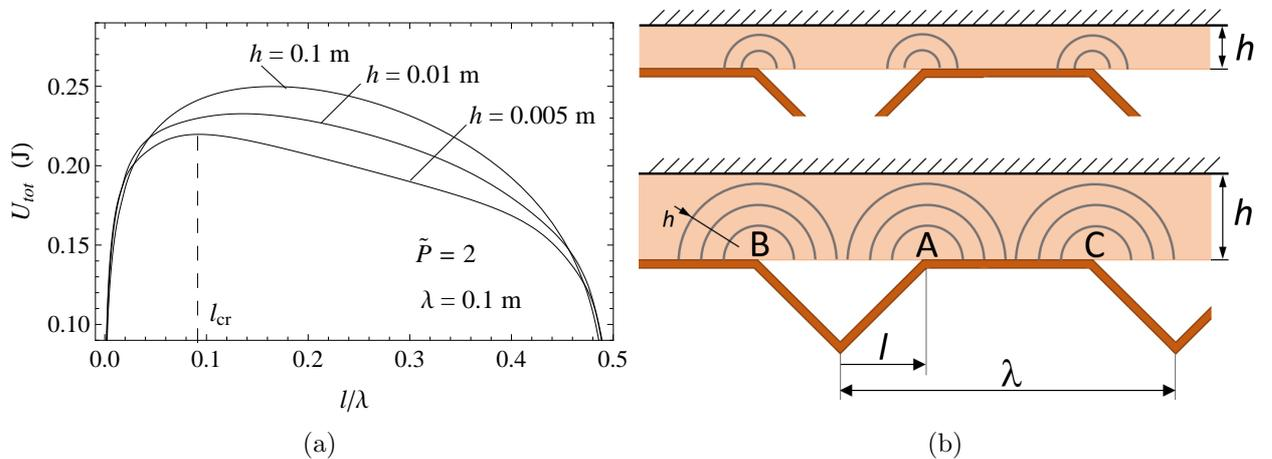 h = 0.1 m
h = 0.01 m
h = 0.005 m
0.25
0.20
0.15
0.10
U_tot (J)
P̃ = 2
λ = 0.1 m
l_cr
0.0 0.1 0.2 0.3 0.4 0.5
l/λ
(a)
h
h
h
B A C
l
λ
(b)